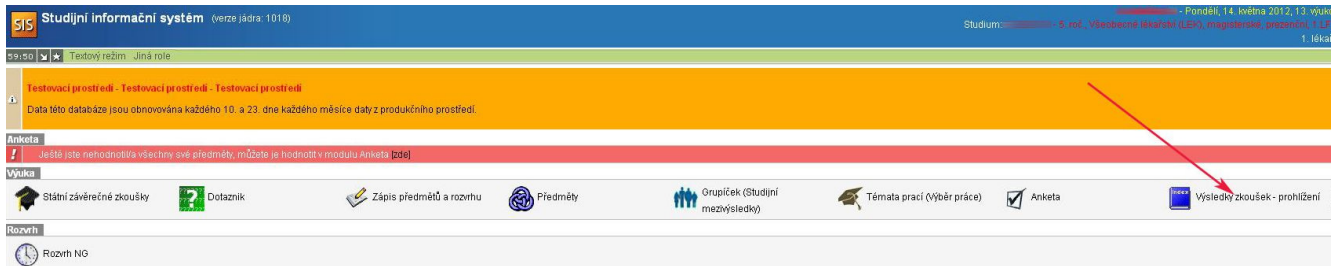 SIS Studijní informační systém (verze jádra: 1018)
- Pondělí, 14. května 2012, 13. výuko
Studium: - 5. roč., Všeobecné lékařství (LEK), magisterské, prezenční, 1.LF
1. lékař
59:50 Textový režim Jiná role
Testovací prostředí - Testovací prostředí - Testovací prostředí
Data této databáze jsou obnovována každého 10. a 23. dne každého měsíce daty z produkčního prostředí.
Anketa
Ještě jste nehodnotil/a všechny své předměty, můžete je hodnotit v modulu Anketa [zde]
Výuka
Státní závěrečné zkoušky
Dotaznik
Zápis předmětů a rozvrhu
Předměty
Grupíček (Studijní
mezivýsledky)
Témata prací (Výběr práce)
Anketa
Výsledky zkoušek - prohlížení
Rozvrh
Rozvrh NG